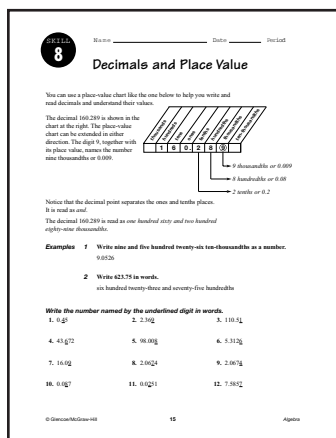 SKILL
8
Name Date Period
Decimals and Place Value
You can use a place-value chart like the one below to help you write and
read decimals and understand their values.
The decimal 160.289 is shown in
the chart at the right. The place-value
chart can be extended in either
direction. The digit 9, together with
its place value, names the number
nine thousandths or 0.009.
thousands
hundreds
tens
ones
tenths
hundredths
thousandths
ten-thousandths
1 6 0 . 2 8 9
9 thousandths or 0.009
8 hundredths or 0.08
2 tenths or 0.2
Notice that the decimal point separates the ones and tenths places.
It is read as and.
The decimal 160.289 is read as one hundred sixty and two hundred
eighty-nine thousandths.
Examples 1 Write nine and five hundred twenty-six ten-thousandths as a number.
9.0526
2 Write 623.75 in words.
six hundred twenty-three and seventy-five hundredths
Write the number named by the underlined digit in words.
1. 0.45 2. 2.369 3. 110.51
4. 43.672 5. 98.008 6. 5.3126
7. 16.09 8. 2.0624 9. 2.0674
10. 0.087 11. 0.0251 12. 7.5857
© Glencoe/McGraw-Hill 15 Algebra